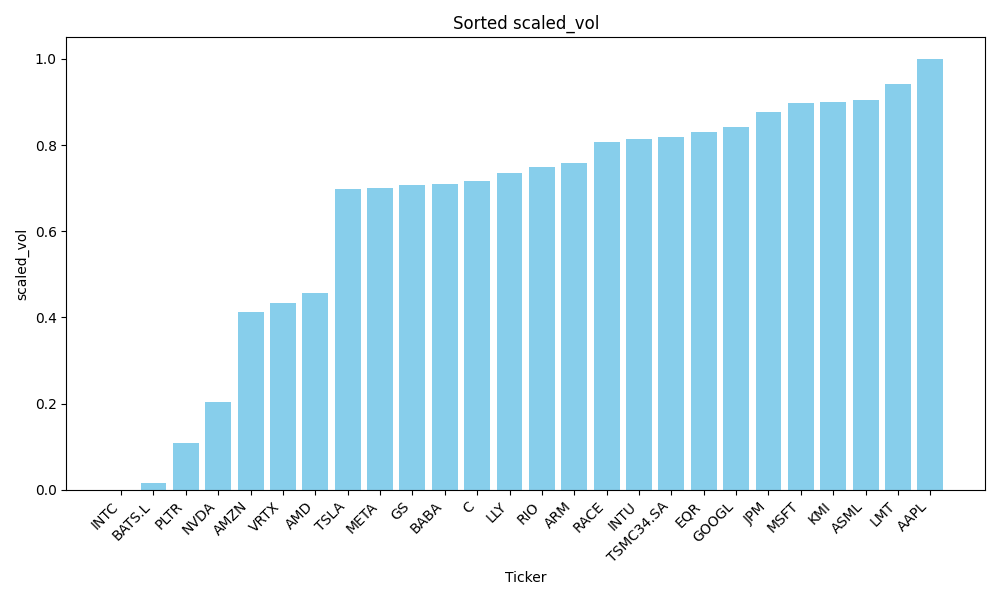 Sorted scaled_vol
scaled_vol
1.0
0.8
0.6
0.4
0.2
0.0
INTC
BATS.L
PLTR
NVDA
AMZN
VRTX
AMD
TSLA
META
GS
BABA
C
LLY
RIO
ARM
RACE
INTU
TSMC34.SA
EQR
GOOGL
JPM
MSFT
KMI
ASML
LMT
AAPL
Ticker